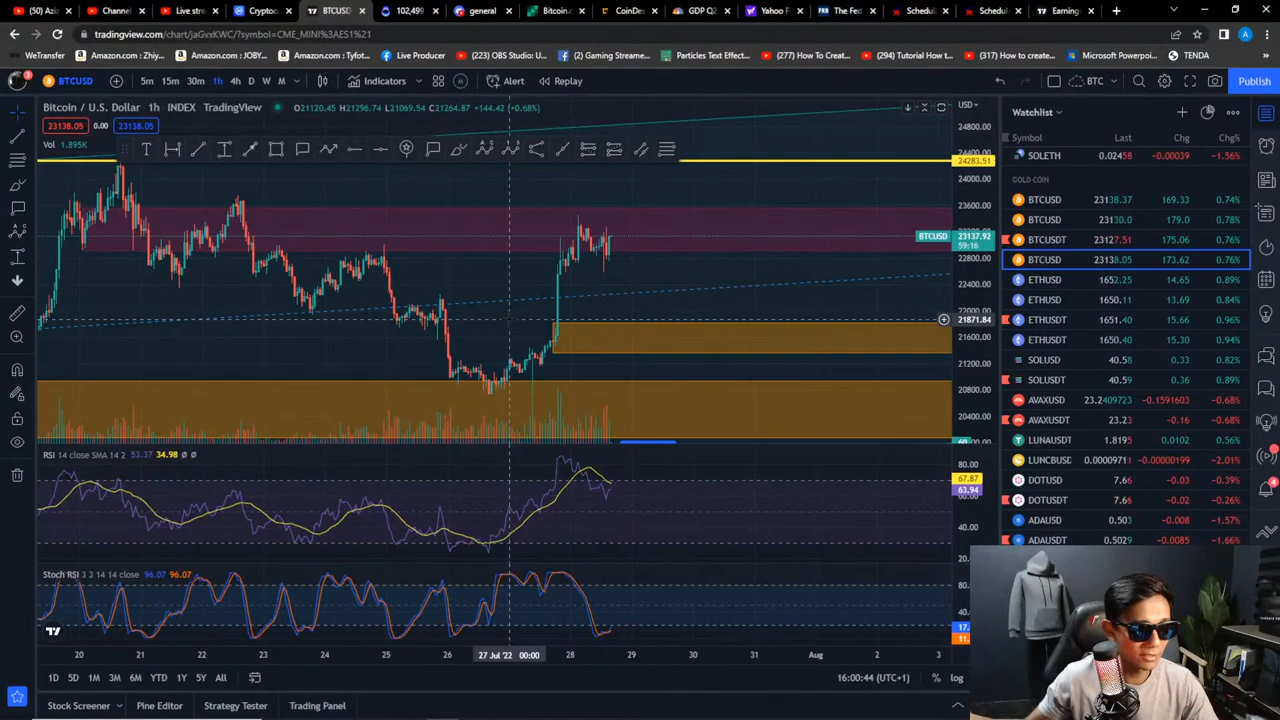 (50) Aziz
Channel
Live stre
Cryptoc
BTCUSD
102,499
general
Bitcoin.c
CoinDes
GDP Q2
Yahoo F
The Fed
Schedul
Schedul
Earnings
tradingview.com/chart/jaGvxKWC/?symbol=CME_MINI%3AES1%21
WeTransfer
Amazon.com: Zhiy...
Amazon.com: Tyfot...
Live Producer
(223) OBS Studio: U...
(2) Gaming Streame...
Particles Text Effect...
(277) How To Create...
(294) Tutorial How t...
(317) How to creat...
Microsoft Powerpoi...
TENDA
BTCUSD 5m 15m 30m 1h 4h D W M Indicators Alert Replay BTC Publish
Bitcoin / U.S. Dollar 1h INDEX TradingView O21120.45 H21296.74 L21069.54 C21264.87 +144.42 (+0.68%)
23138.05 0.00 23138.05
Vol 1.895K
USD
24800.00
24283.51
24000.00
23600.00
BTCUSD 23137.92
59:16
22800.00
22400.00
22000.00
21871.84
21600.00
21200.00
20800.00
20400.00
RSI 14 close SMA 14 2 53.37 34.98 Ø Ø
80.00
67.87
63.94
60.00
40.00
20.00
Stoch RSI 3 3 14 14 close 96.07 96.07
80.00
40.00
20 21 22 23 24 25 26 27 Jul '22 00:00 28 29 30 31 Aug 2 3
1D 5D 1M 3M 6M YTD 1Y 5Y All 16:00:44 (UTC+1) % log
Stock Screener Pine Editor Strategy Tester Trading Panel
Watchlist
Symbol Last Chg Chg%
SOLETH 0.02458 -0.00039 -1.56%
GOLD COIN
BTCUSD 23138.37 169.33 0.74%
BTCUSD 23130.0 179.0 0.78%
BTCUSDT 23127.51 175.06 0.76%
BTCUSD 23138.05 173.62 0.76%
ETHUSD 1652.25 14.65 0.89%
ETHUSD 1650.11 13.69 0.84%
ETHUSDT 1651.40 15.66 0.96%
ETHUSDT 1650.40 15.30 0.94%
SOLUSD 40.58 0.33 0.82%
SOLUSDT 40.59 0.36 0.89%
AVAXUSD 23.2409723 -0.1591603 -0.68%
AVAXUSDT 23.23 -0.16 -0.68%
LUNAUSDT 1.8195 0.0102 0.56%
LUNCBUSD 0.0000971 -0.00000199 -2.01%
DOTUSD 7.66 -0.03 -0.39%
DOTUSDT 7.66 -0.02 -0.26%
ADAUSD 0.503 -0.008 -1.57%
ADAUSDT 0.5029 -0.0085 -1.66%